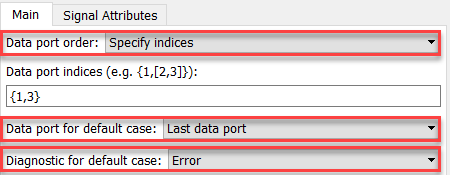 Main Signal Attributes
Data port order: Specify indices
Data port indices (e.g. {1,[2,3]}):
{1,3}
Data port for default case: Last data port
Diagnostic for default case: Error